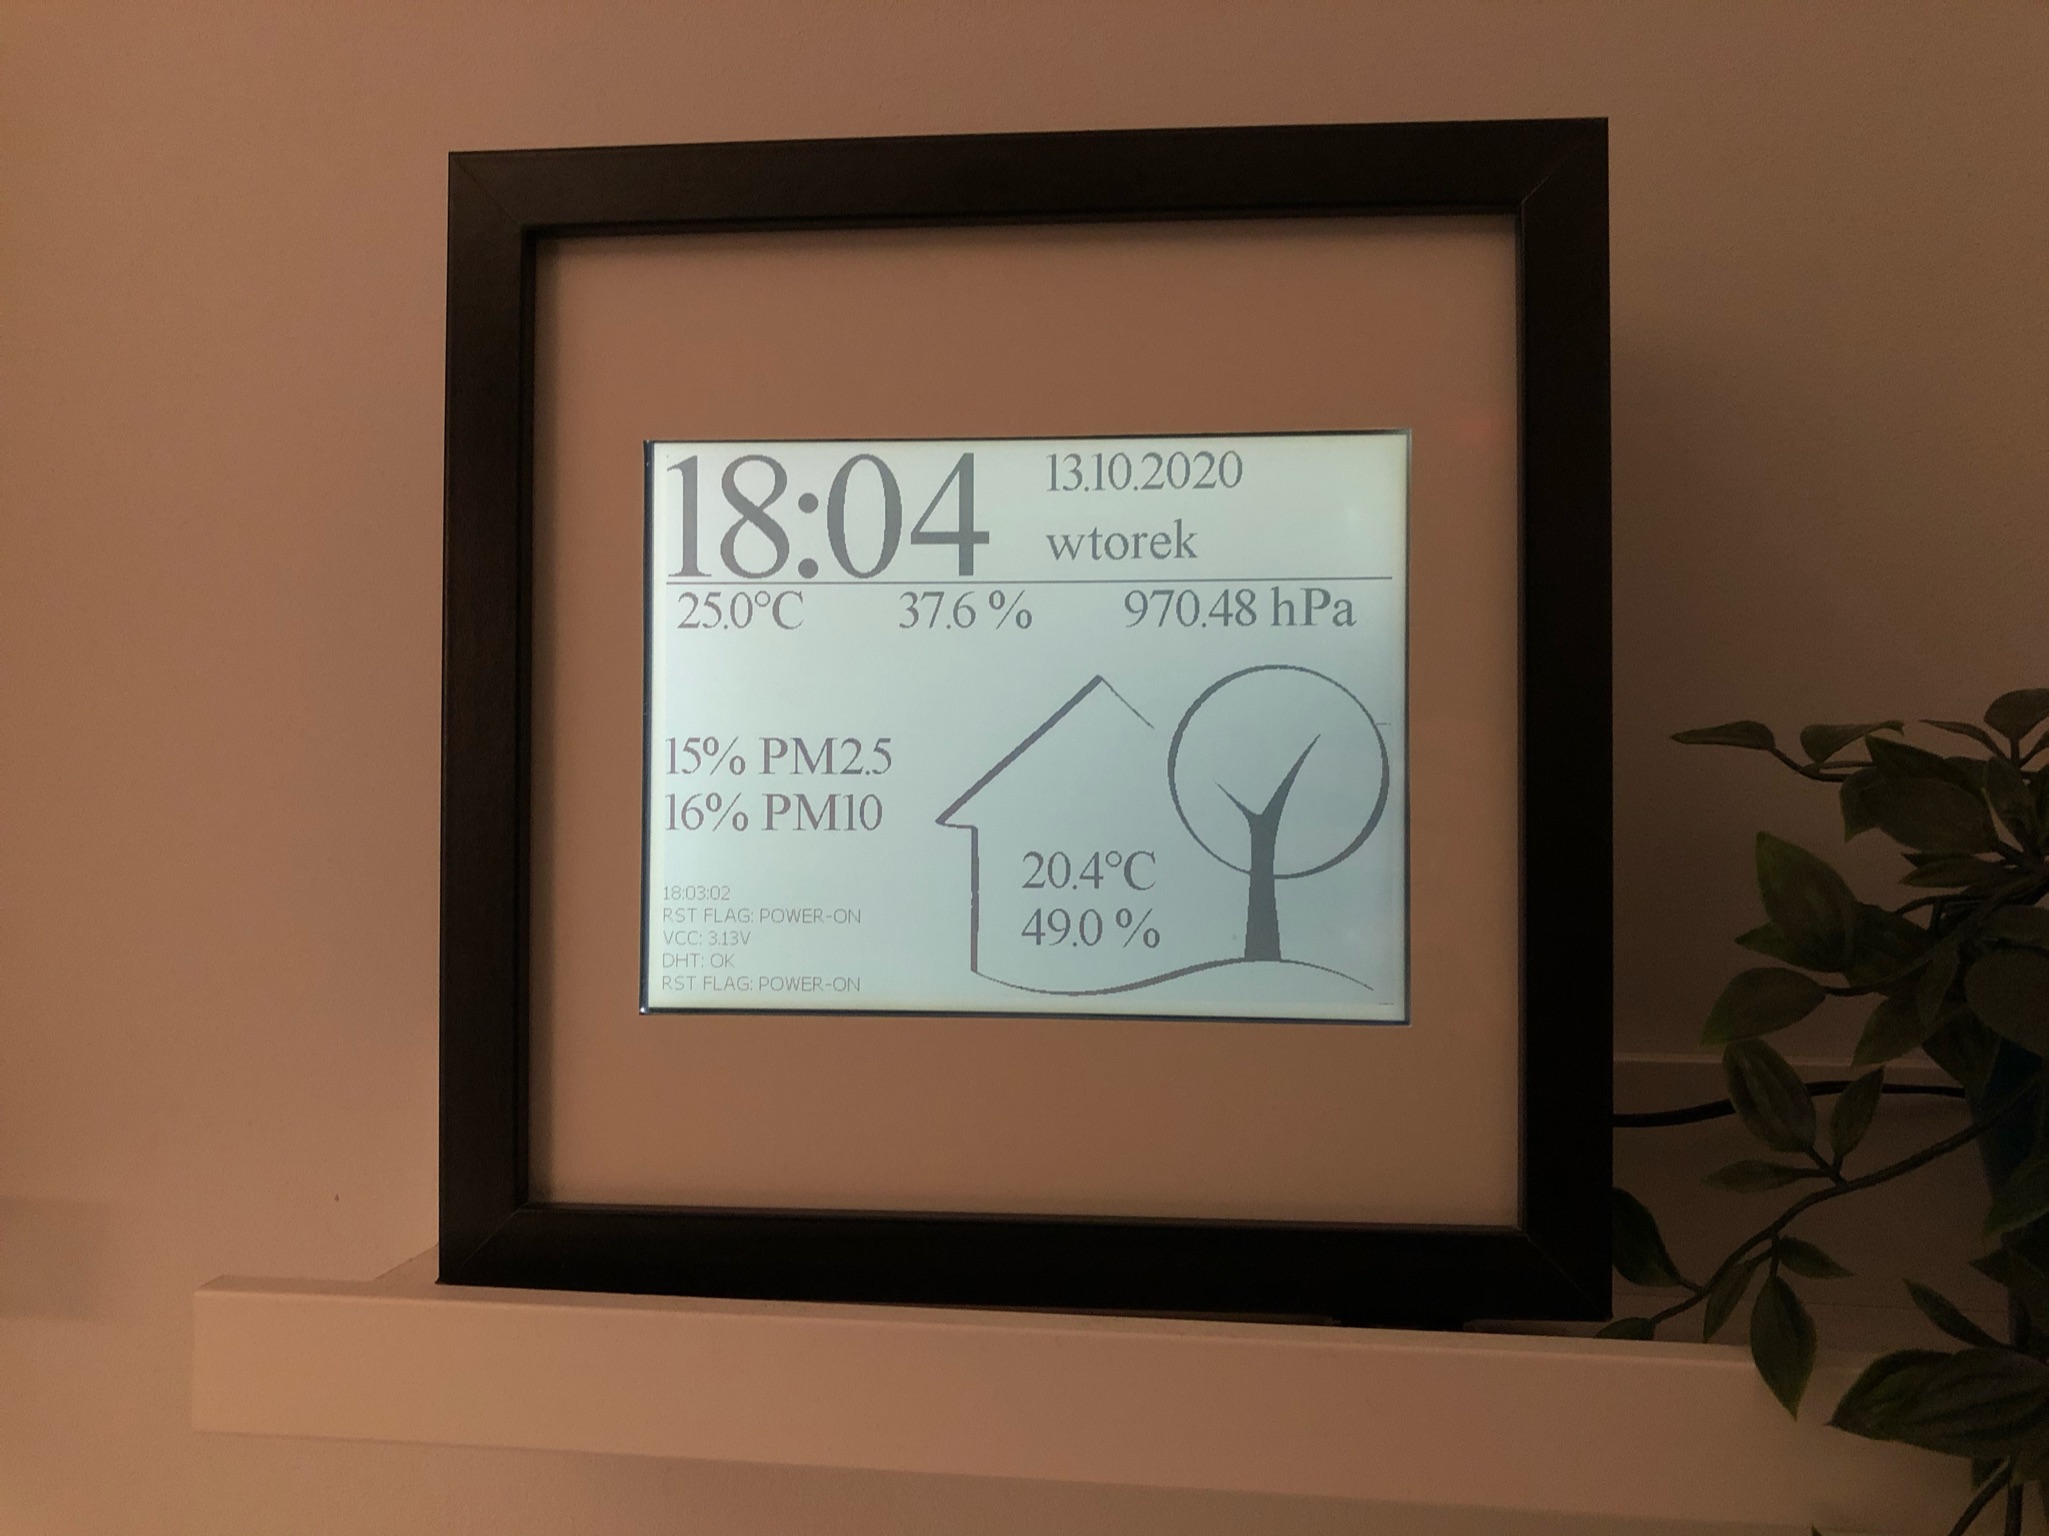 18:04
13.10.2020
wtorek
25.0°C 37.6 % 970.48 hPa
15% PM2.5
16% PM10
20.4°C
49.0 %
18:03:02
RST FLAG: POWER-ON
VCC: 3.13V
DHT: OK
RST FLAG: POWER-ON